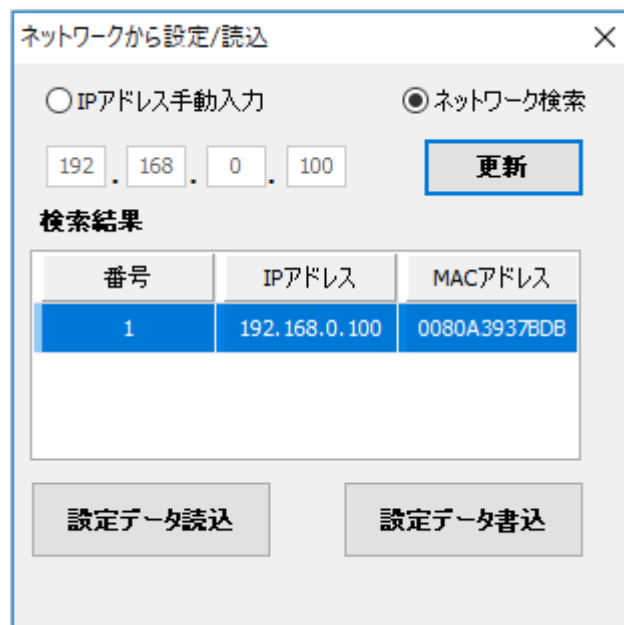 ネットワークから設定/読込
IPアドレス手動入力 ネットワーク検索
192 . 168 . 0 . 100 更新
検索結果
番号 IPアドレス MACアドレス
1 192.168.0.100 0080A3937BDB
設定データ読込 設定データ書込